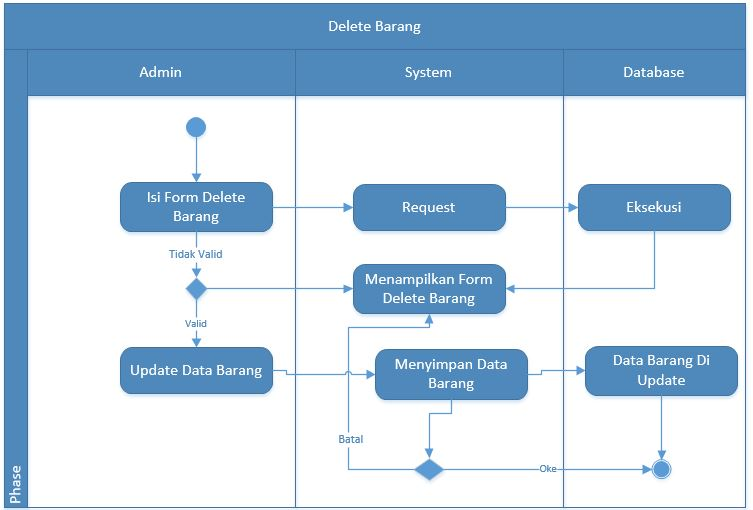 Delete Barang
Admin
System
Database
Isi Form Delete
Barang
Request
Eksekusi
Tidak Valid
Menampilkan Form
Delete Barang
Valid
Update Data Barang
Menyimpan Data
Barang
Data Barang Di
Update
Batal
Oke
Phase